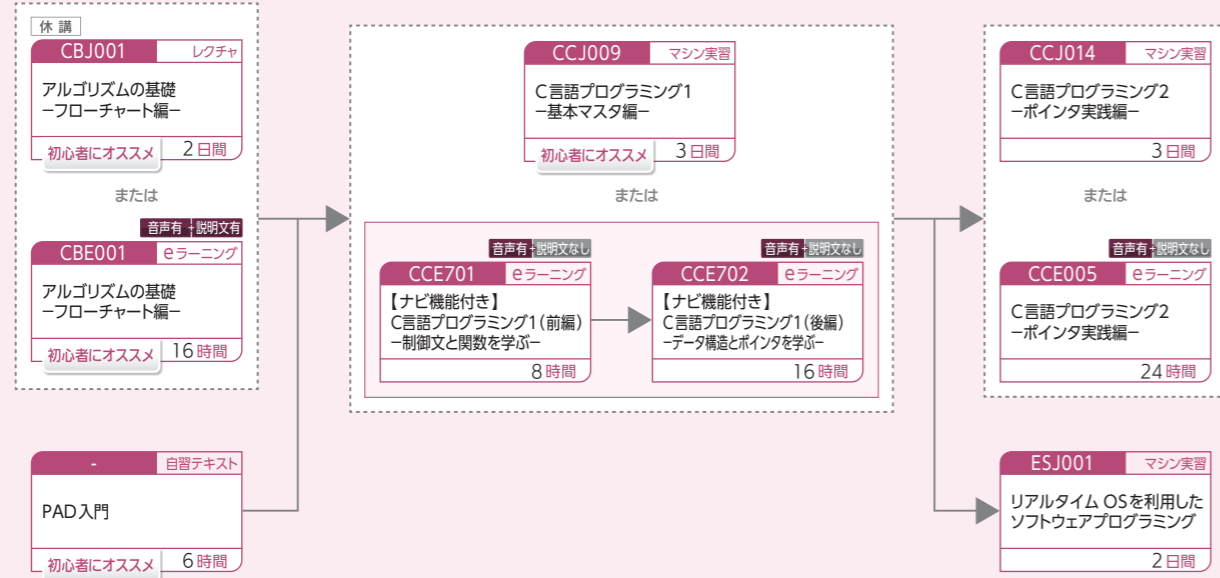 休講
CBJ001 レクチャ
アルゴリズムの基礎
−フローチャート編−
初心者にオススメ 2日間
または
音声有+説明文有
CBE001 eラーニング
アルゴリズムの基礎
−フローチャート編−
初心者にオススメ 16時間
- 自習テキスト
PAD入門
初心者にオススメ 6時間
CCJ009 マシン実習
C言語プログラミング1
−基本マスタ編−
初心者にオススメ 3日間
または
音声有+説明文なし
CCE701 eラーニング
【ナビ機能付き】
C言語プログラミング1(前編)
−制御文と関数を学ぶ−
8時間
音声有+説明文なし
CCE702 eラーニング
【ナビ機能付き】
C言語プログラミング1(後編)
−データ構造とポインタを学ぶ−
16時間
CCJ014 マシン実習
C言語プログラミング2
−ポインタ実践編−
3日間
または
音声有+説明文なし
CCE005 eラーニング
C言語プログラミング2
−ポインタ実践編−
24時間
ESJ001 マシン実習
リアルタイム OSを利用した
ソフトウェアプログラミング
2日間